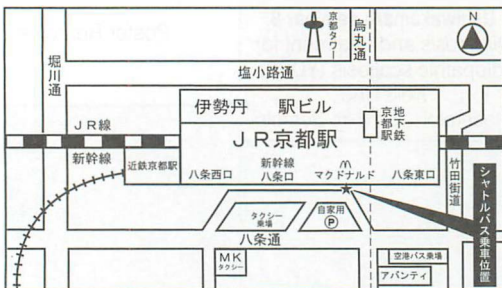 N
京都タワー
烏丸通
堀川通
塩小路通
伊勢丹 駅ビル
京都駅
地下鉄
JR線
JR京都駅
新幹線
近鉄京都駅
八条西口
新幹線
八条口
マクドナルド
八条東口
竹田街道
シャトルバス乗車位置
タクシー
乗場
自家用
P
八条通
MK
タクシー
空港バス乗場
アバンティ